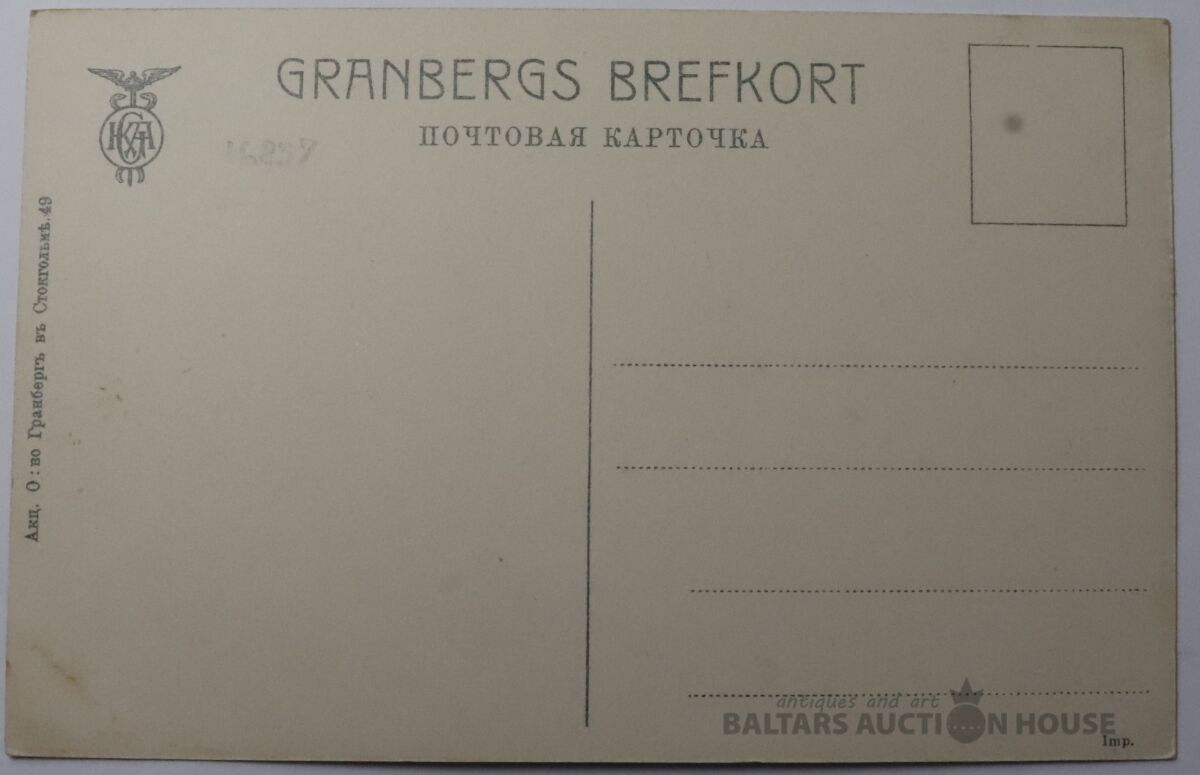 GRANBERGS BREFKORT
ПОЧТОВАЯ КАРТОЧКА
Акц. О:во Гранбергъ въ Стокгольмѣ. 49
antiques and art
BALTARS AUCTION HOUSE
Imp.